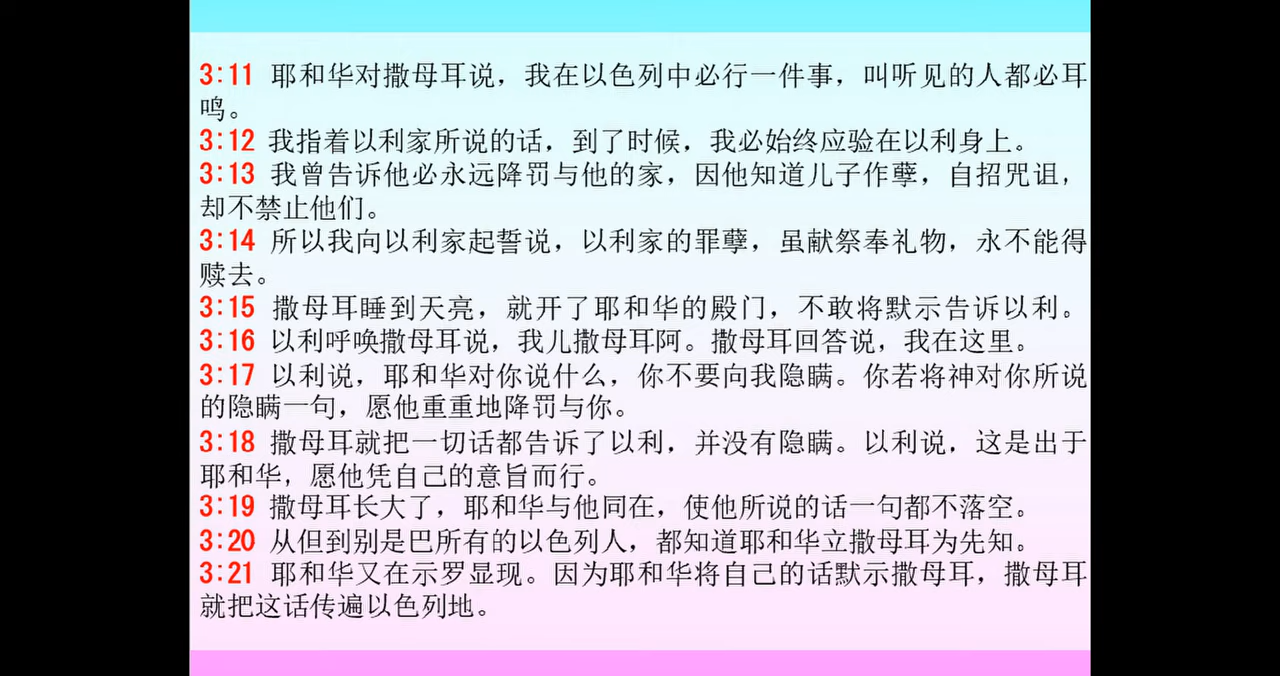 3:11 耶和华对撒母耳说，我在以色列中必行一件事，叫听见的人都必耳
鸣。
3:12 我指着以利家所说的话，到了时候，我必始终应验在以利身上。
3:13 我曾告诉他必永远降罚与他的家，因他知道儿子作孽，自招咒诅，
却不禁止他们。
3:14 所以我向以利家起誓说，以利家的罪孽，虽献祭奉礼物，永不能得
赎去。
3:15 撒母耳睡到天亮，就开了耶和华的殿门，不敢将默示告诉以利。
3:16 以利呼唤撒母耳说，我儿撒母耳阿。撒母耳回答说，我在这里。
3:17 以利说，耶和华对你说什么，你不要向我隐瞒。你若将神对你所说
的隐瞒一句，愿他重重地降罚与你。
3:18 撒母耳就把一切话都告诉了以利，并没有隐瞒。以利说，这是出于
耶和华，愿他凭自己的意旨而行。
3:19 撒母耳长大了，耶和华与他同在，使他所说的话一句都不落空。
3:20 从但到别是巴所有的以色列人，都知道耶和华立撒母耳为先知。
3:21 耶和华又在示罗显现。因为耶和华将自己的话默示撒母耳，撒母耳
就把这话传遍以色列地。